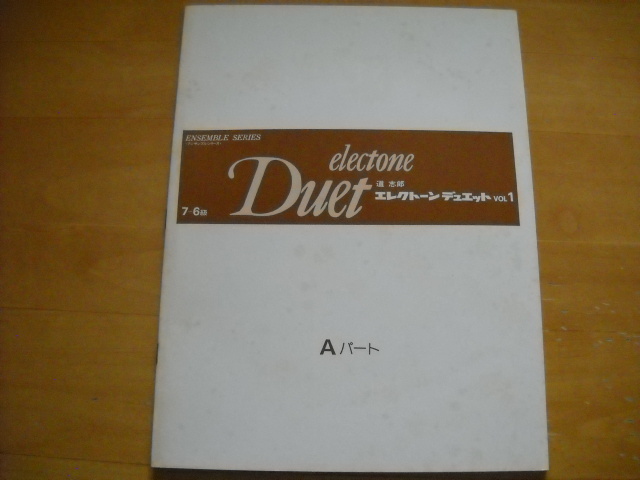 ENSEMBLE SERIES
electone
Duet
道 志郎
エレクトーン デュエット VOL 1
7-6級
A パート